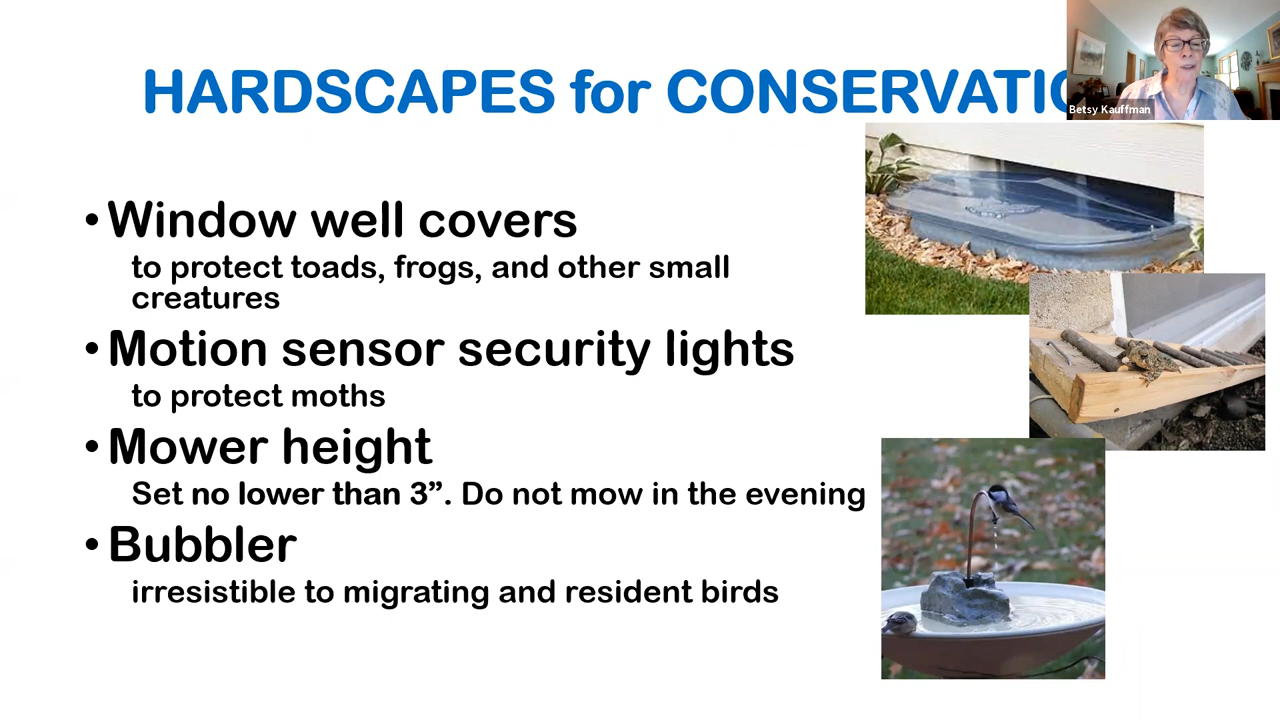 HARDSCAPES for CONSERVATIO
Betsy Kauffman
• Window well covers
to protect toads, frogs, and other small
creatures
• Motion sensor security lights
to protect moths
• Mower height
Set no lower than 3”. Do not mow in the evening
• Bubbler
irresistible to migrating and resident birds